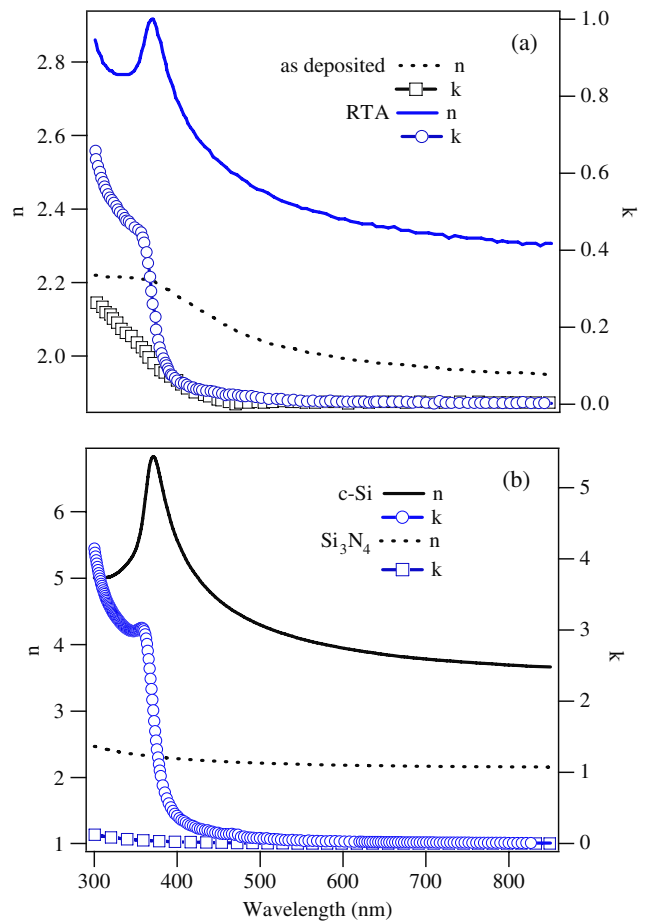 (a)
as deposited n
k
RTA n
k
2.8
2.6
2.4
2.2
2.0
n
1.0
0.8
0.6
0.4
0.2
0.0
k
(b)
c-Si n
k
Si3N4 n
k
6
5
4
3
2
1
n
5
4
3
2
1
0
k
300 400 500 600 700 800
Wavelength (nm)